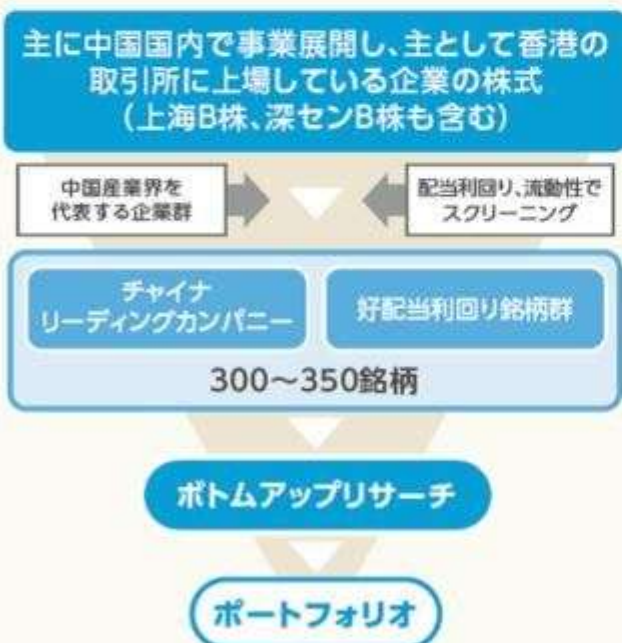 主に中国国内で事業展開し、主として香港の
取引所に上場している企業の株式
(上海B株、深センB株も含む)
中国産業界を
代表する企業群
配当利回り、流動性で
スクリーニング
チャイナ
リーディングカンパニー
好配当利回り銘柄群
300～350銘柄
ボトムアップリサーチ
ポートフォリオ